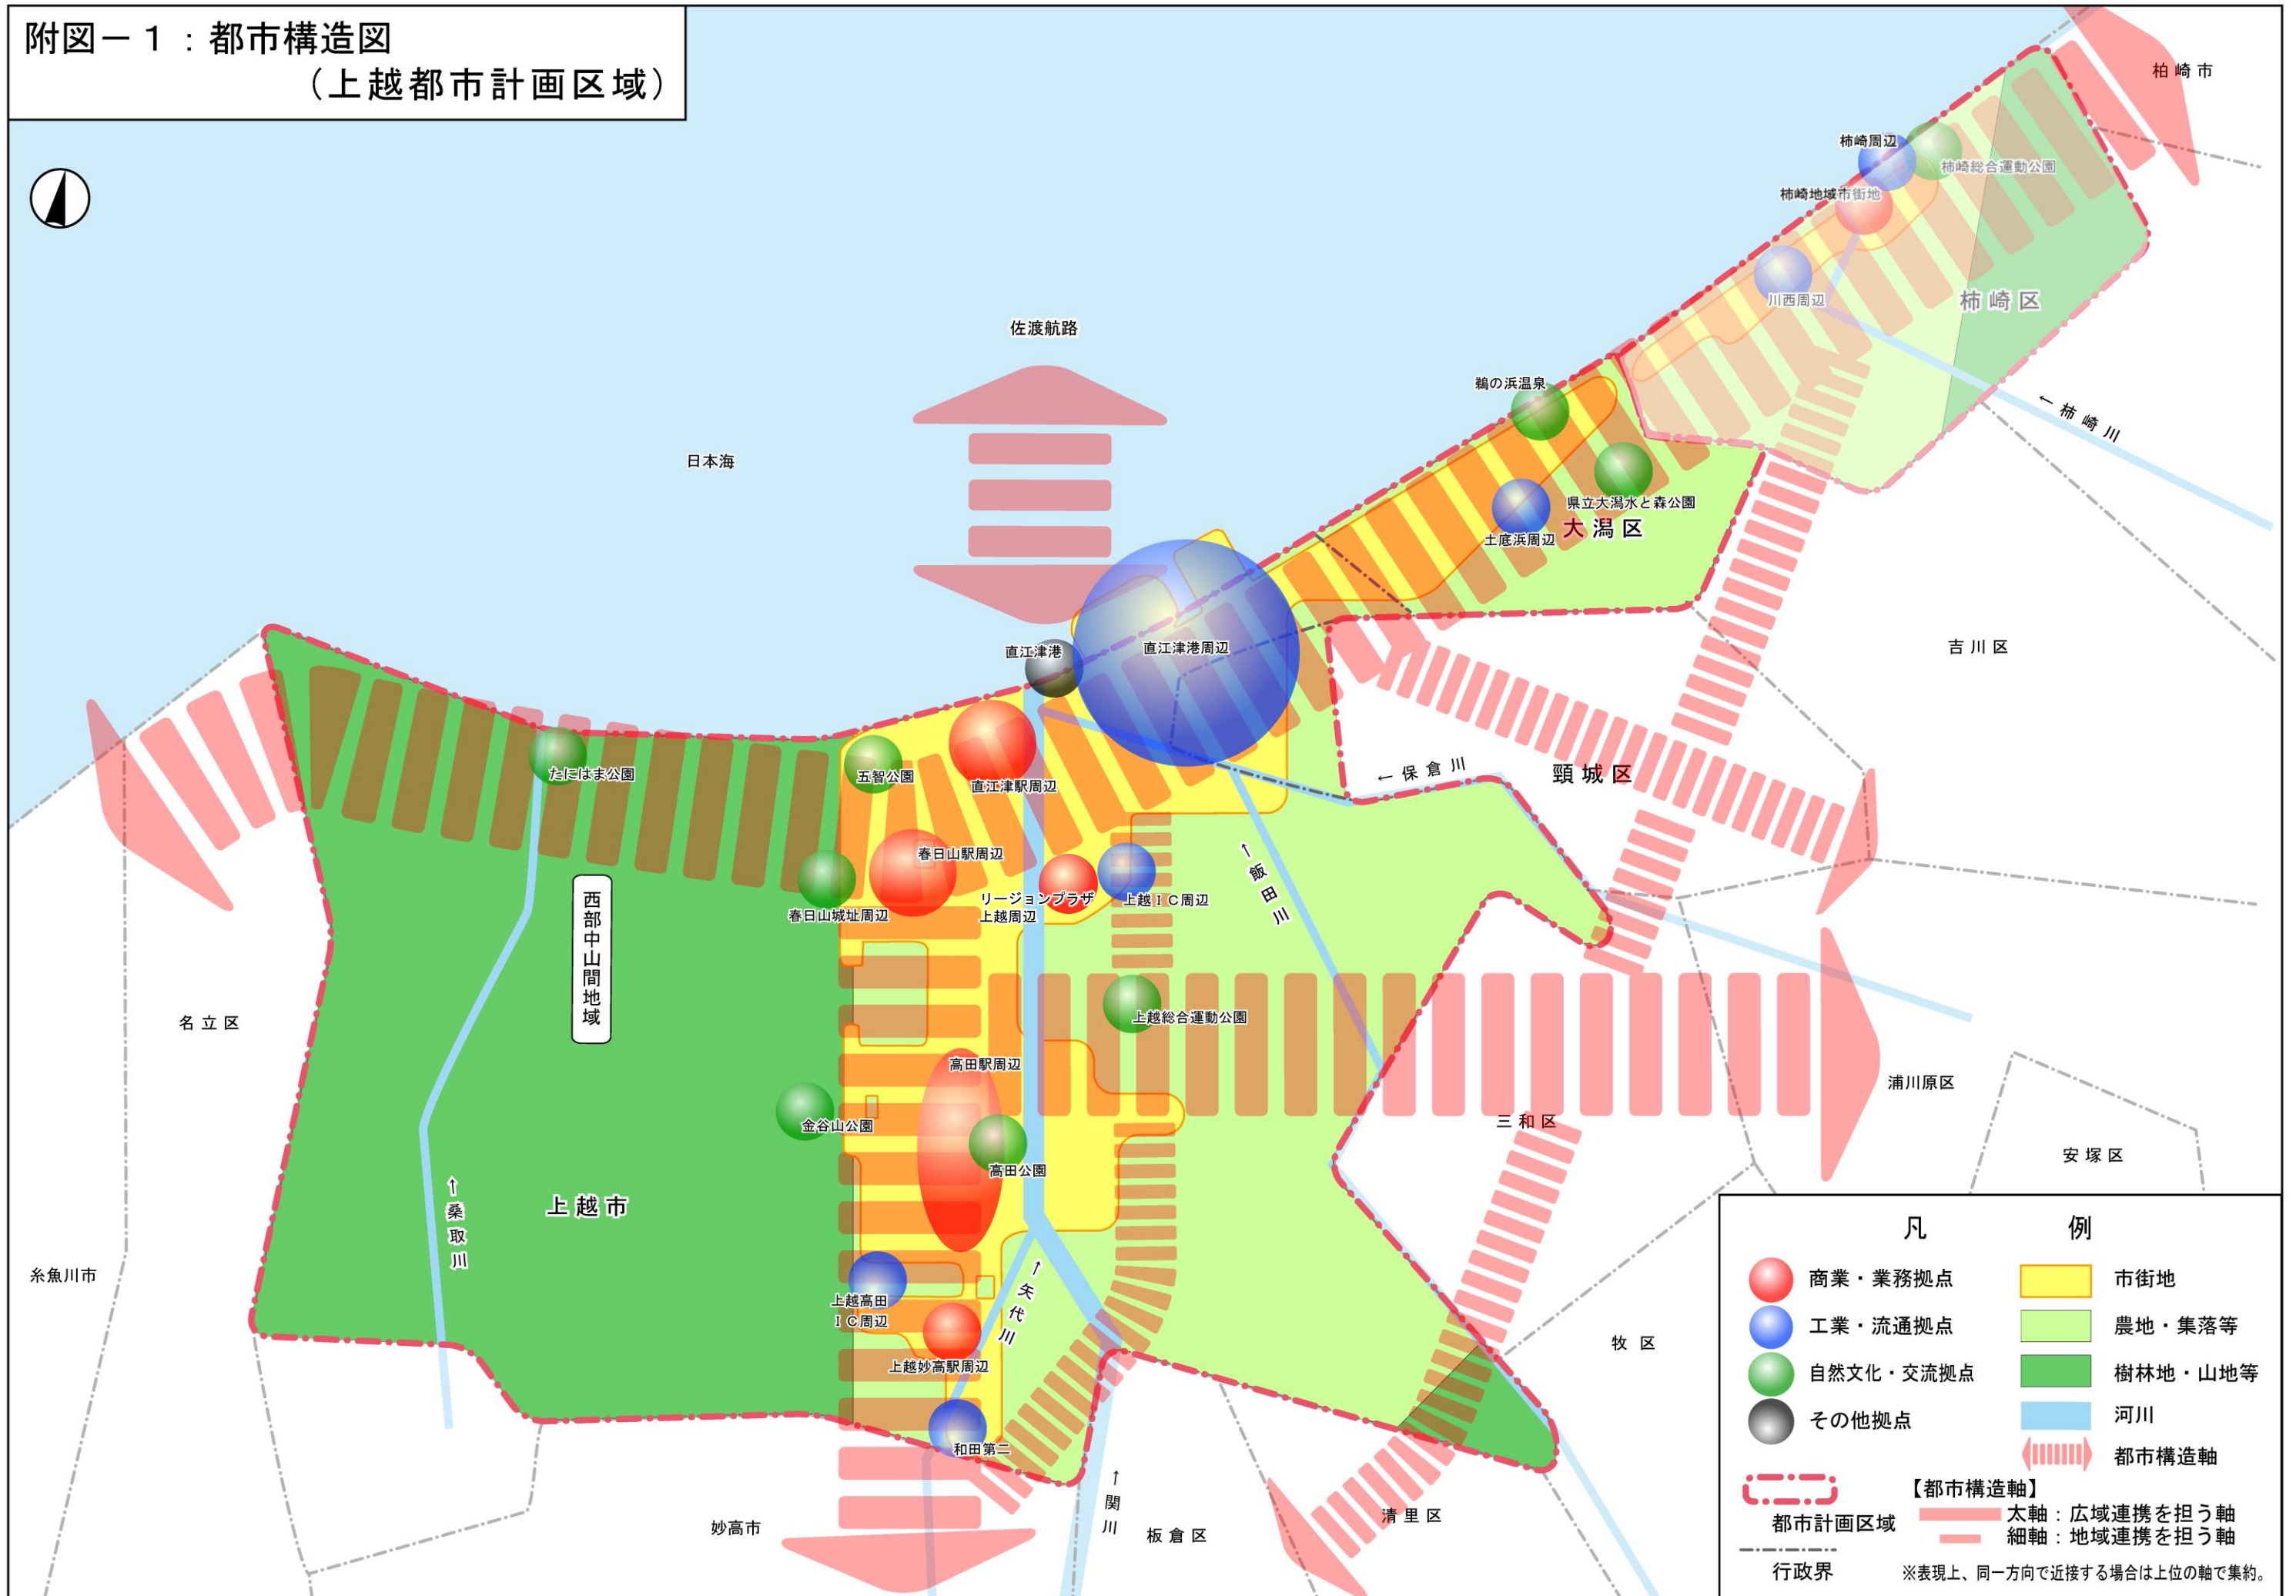 附図－１：都市構造図
（上越都市計画区域）
柏崎市
柿崎周辺
柿崎総合運動公園
柿崎地域市街地
川西周辺
柿崎区
佐渡航路
鵜の浜温泉
←柿崎川
日本海
県立大潟水と森公園
大潟区
土底浜周辺
直江津港
直江津港周辺
吉川区
たにはま公園
五智公園
直江津駅周辺
←保倉川
頸城区
春日山駅周辺
↑飯田川
西部中山間地域
春日山城址周辺
リージョンプラザ
上越周辺
上越ＩＣ周辺
名立区
上越総合運動公園
高田駅周辺
浦川原区
金谷山公園
三和区
高田公園
安塚区
上越市
↑桑取川
糸魚川市
↑矢代川
上越高田
ＩＣ周辺
上越妙高駅周辺
牧区
和田第二
妙高市
↑関川
板倉区
清里区
凡例
商業・業務拠点
工業・流通拠点
自然文化・交流拠点
その他拠点
市街地
農地・集落等
樹林地・山地等
河川
都市構造軸
都市計画区域
行政界
【都市構造軸】
太軸：広域連携を担う軸
細軸：地域連携を担う軸
※表現上、同一方向で近接する場合は上位の軸で集約。